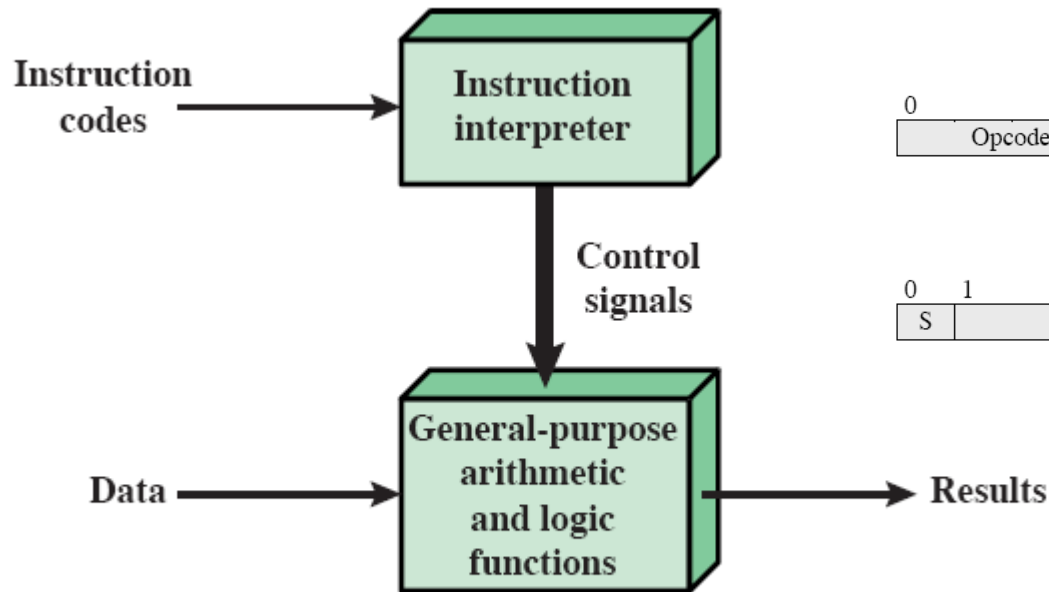 Instruction
codes
Instruction
interpreter
0
Opcode
Control
signals
0 1
S
Data
General-purpose
arithmetic
and logic
functions
Results